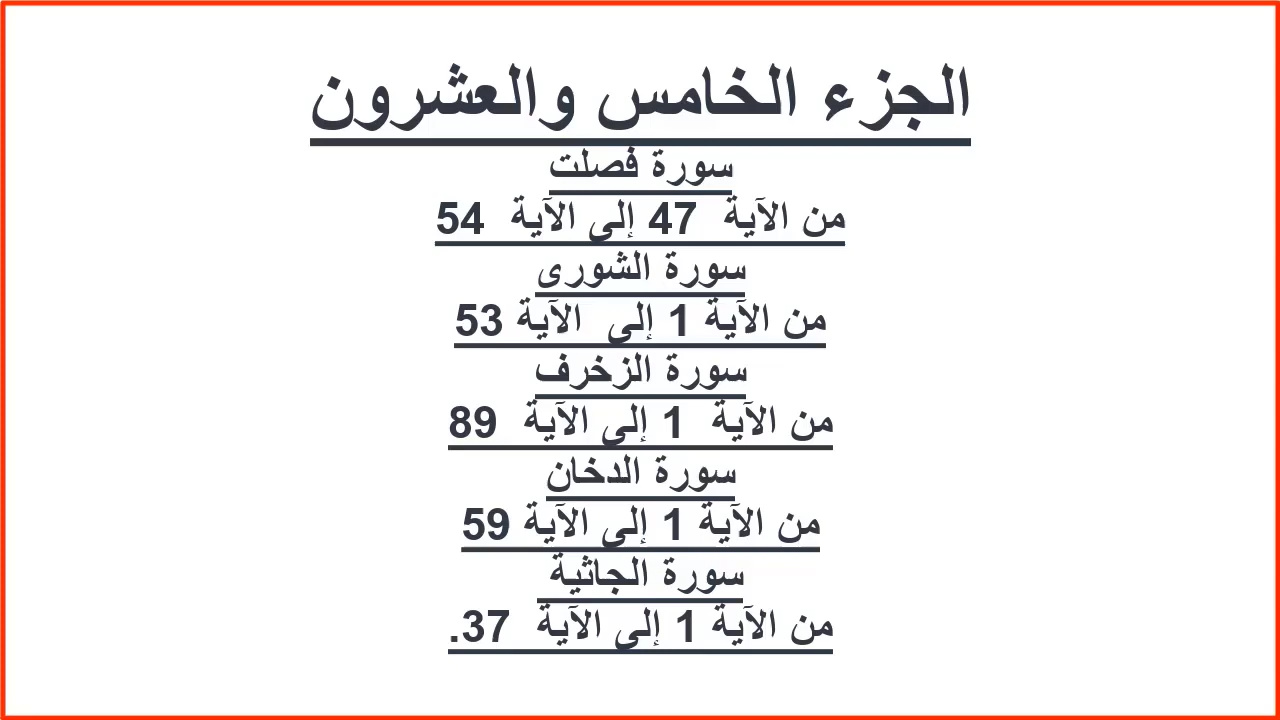 الجزء الخامس والعشرون
سورة فصلت
من الآية 47 إلى الآية 54
سورة الشورى
من الآية 1 إلى الآية 53
سورة الزخرف
من الآية 1 إلى الآية 89
سورة الدخان
من الآية 1 إلى الآية 59
سورة الجاثية
من الآية 1 إلى الآية 37.